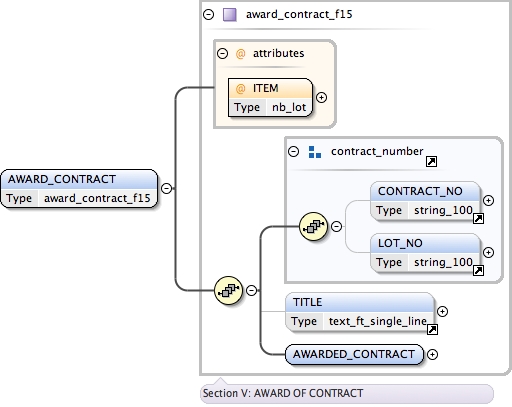 award_contract_f15
@ attributes
@ ITEM
Type nb_lot
contract_number
AWARD_CONTRACT
Type award_contract_f15
CONTRACT_NO
Type string_100
LOT_NO
Type string_100
TITLE
Type text_ft_single_line
AWARDED_CONTRACT
Section V: AWARD OF CONTRACT